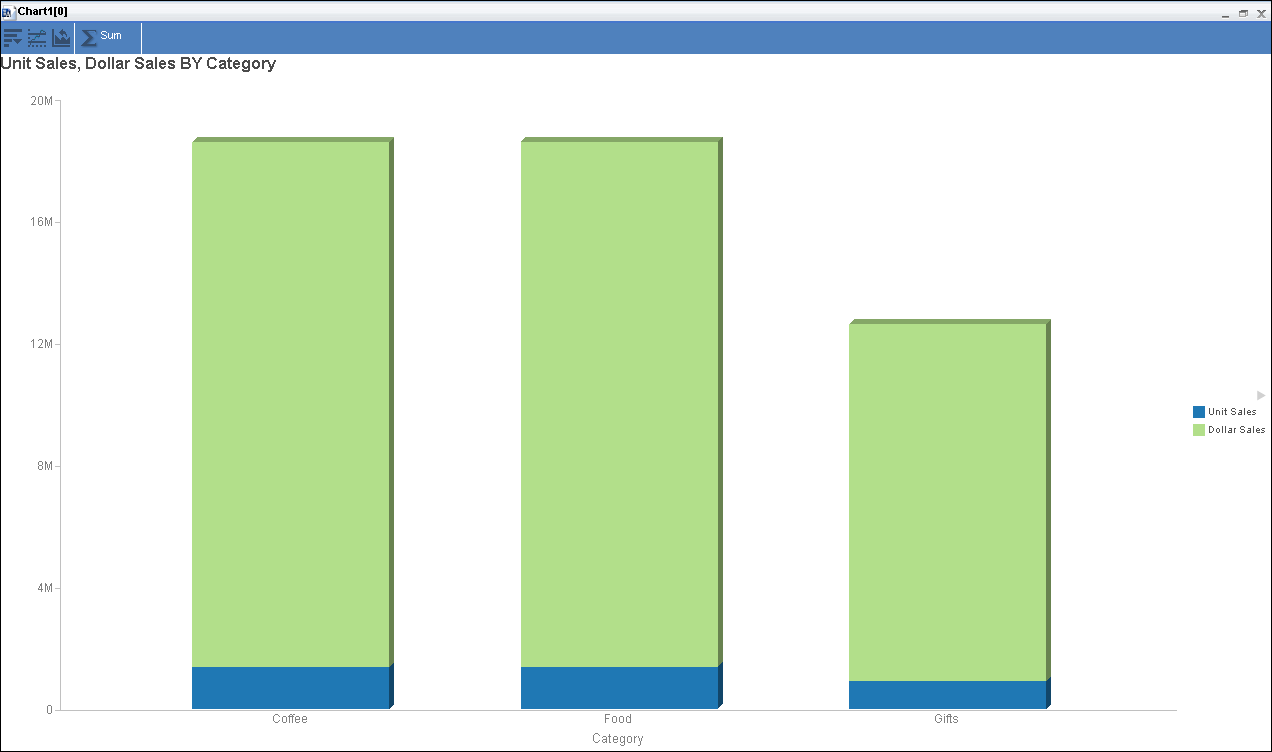 Chart1[0]
Sum
Unit Sales, Dollar Sales BY Category
20M
16M
12M
8M
4M
0
Coffee
Food
Gifts
Category
Unit Sales
Dollar Sales